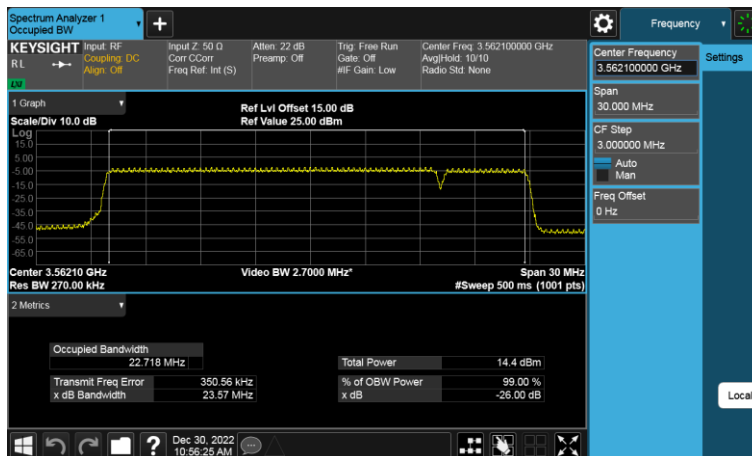 Spectrum Analyzer 1
Occupied BW
Frequency
KEYSIGHT
RL
Input: RF
Coupling: DC
Align: Off
Input Z: 50 Ω
Corr CCorr
Freq Ref: Int (S)
Atten: 22 dB
Preamp: Off
Trig: Free Run
Gate: Off
#IF Gain: Low
Center Freq: 3.562100000 GHz
Avg|Hold: 10/10
Radio Std: None
1 Graph
Scale/Div 10.0 dB
Ref Lvl Offset 15.00 dB
Ref Value 25.00 dBm
Log
15.0
5.00
-5.00
-15.0
-25.0
-35.0
-45.0
-55.0
-65.0
Center 3.56210 GHz
Res BW 270.00 kHz
Video BW 2.7000 MHz*
Span 30 MHz
#Sweep 500 ms (1001 pts)
2 Metrics
Occupied Bandwidth
22.718 MHz
Transmit Freq Error 350.56 kHz
x dB Bandwidth 23.57 MHz
Total Power 14.4 dBm
% of OBW Power 99.00 %
x dB -26.00 dB
Dec 30, 2022
10:56:25 AM
?
Center Frequency
3.562100000 GHz
Span
30.000 MHz
CF Step
3.000000 MHz
Auto
Man
Freq Offset
0 Hz
Settings
Local